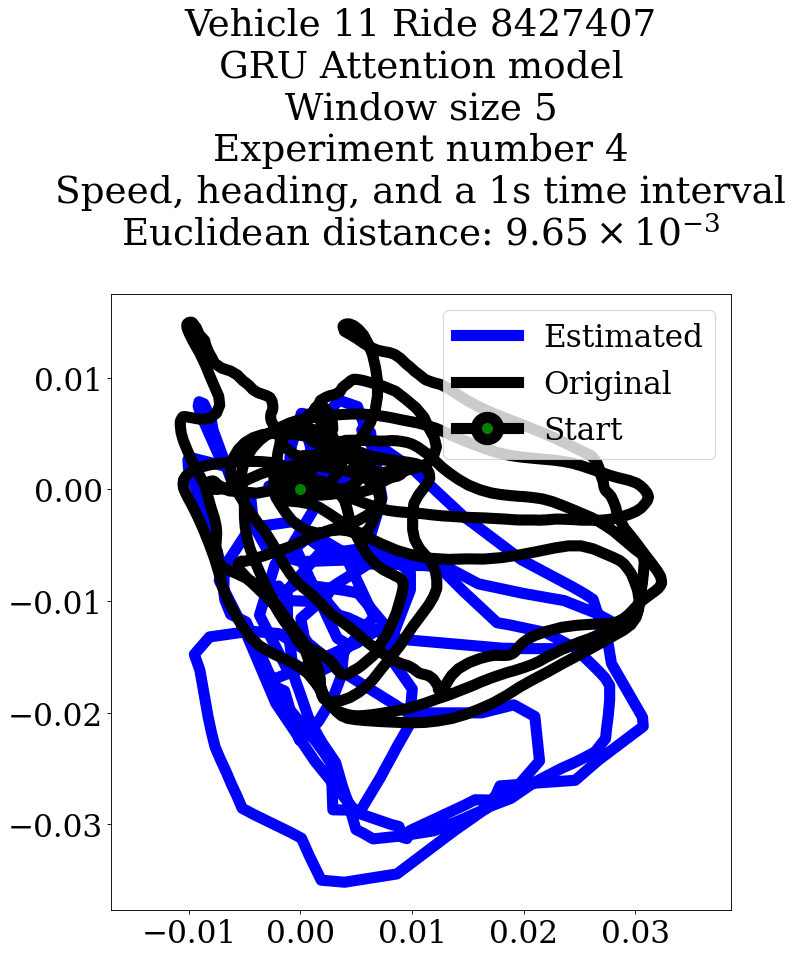 Vehicle 11 Ride 8427407
GRU Attention model
Window size 5
Experiment number 4
Speed, heading, and a 1s time interval
Euclidean distance: 9.65 × 10⁻³
Estimated
Original
Start
0.01
0.00
−0.01
−0.02
−0.03
−0.01 0.00 0.01 0.02 0.03